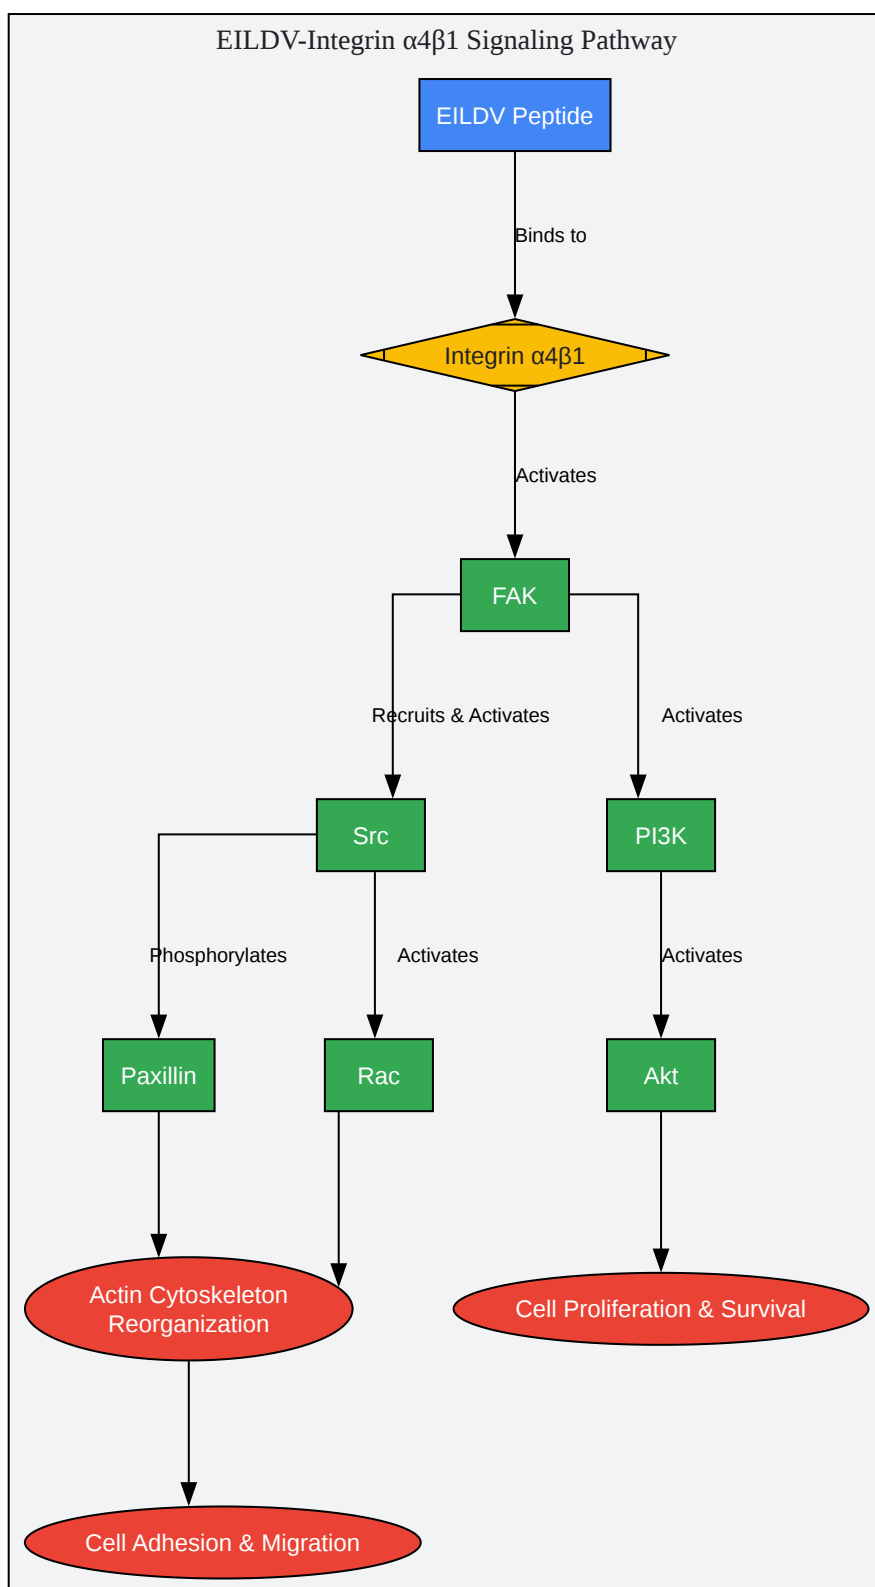 EILDV-Integrin α4β1 Signaling Pathway
EILDV Peptide
Binds to
Integrin α4β1
Activates
FAK
Recruits & Activates
Activates
Src
PI3K
Phosphorylates
Activates
Activates
Paxillin
Rac
Akt
Actin Cytoskeleton
Reorganization
Cell Proliferation & Survival
Cell Adhesion & Migration